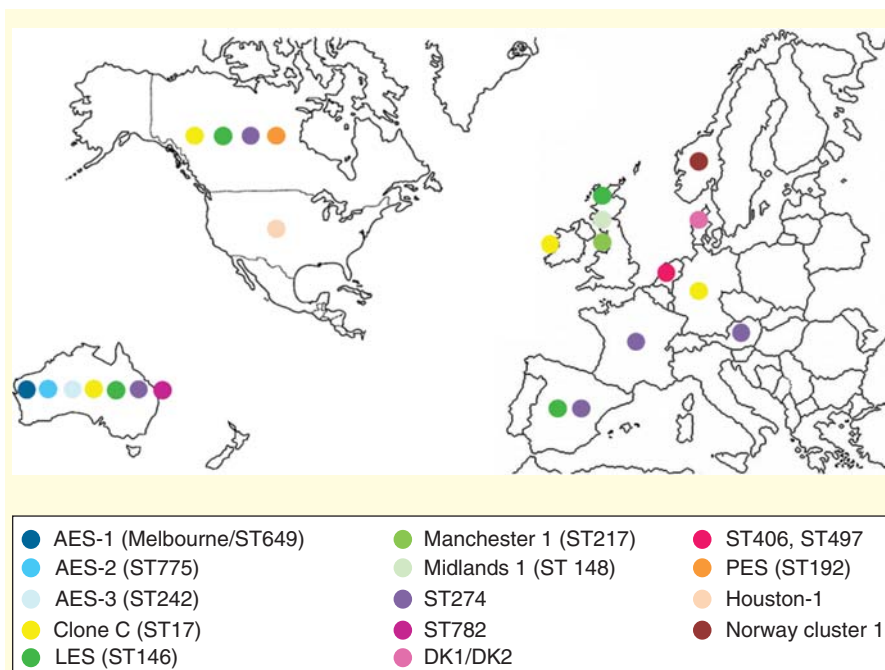 AES-1 (Melbourne/ST649)
AES-2 (ST775)
AES-3 (ST242)
Clone C (ST17)
LES (ST146)
Manchester 1 (ST217)
Midlands 1 (ST 148)
ST274
ST782
DK1/DK2
ST406, ST497
PES (ST192)
Houston-1
Norway cluster 1